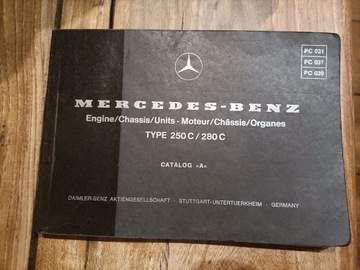 PC 031
PC 037
PC 039
MERCEDES-BENZ
Engine/Chassis/Units - Moteur/Châssis/Organes
TYPE 250 C / 280 C
CATALOG »A«
DAIMLER-BENZ AKTIENGESELLSCHAFT · STUTTGART-UNTERTUERKHEIM · GERMANY